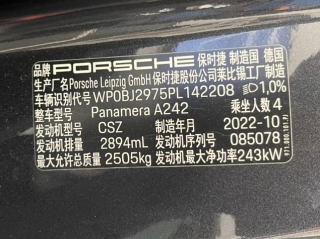 品牌 PORSCHE 保时捷 制造国 德国
生产厂名 Porsche Leipzig GmbH 保时捷股份公司莱比锡工厂制造
车辆识别代号 WP0BJ2975PL142208 1,0%
整车型号 Panamera A242 乘坐人数 4
发动机型号 CSZ 制造年月 2022-10
发动机排量 2894mL 发动机序列号 085078
最大允许总质量 2505kg 发动机最大净功率 243kW